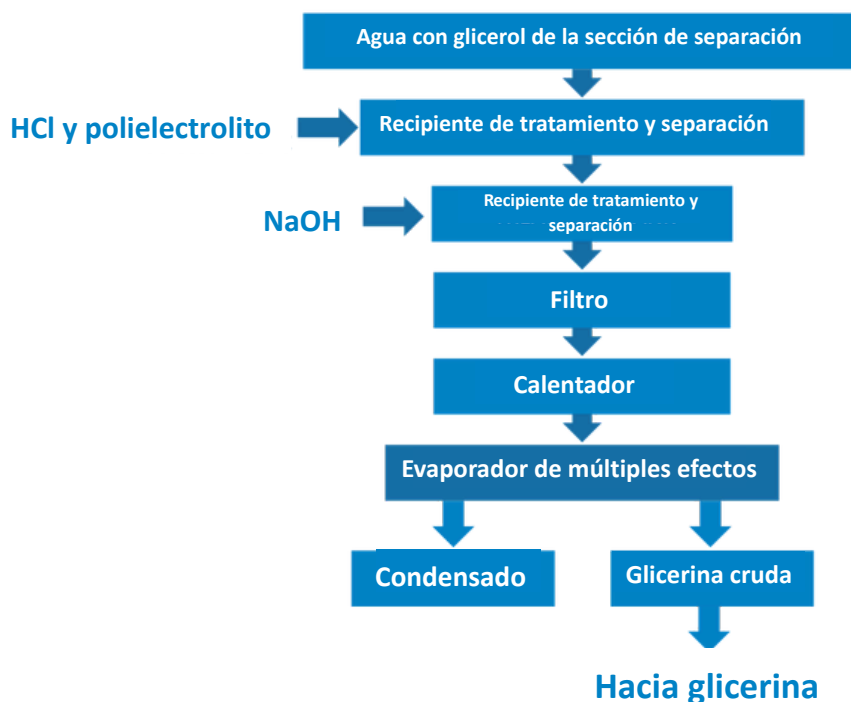 Agua con glicerol de la sección de separación
HCl y polielectrolito
Recipiente de tratamiento y separación
NaOH
Recipiente de tratamiento y
separación
Filtro
Calentador
Evaporador de múltiples efectos
Condensado
Glicerina cruda
Hacia glicerina